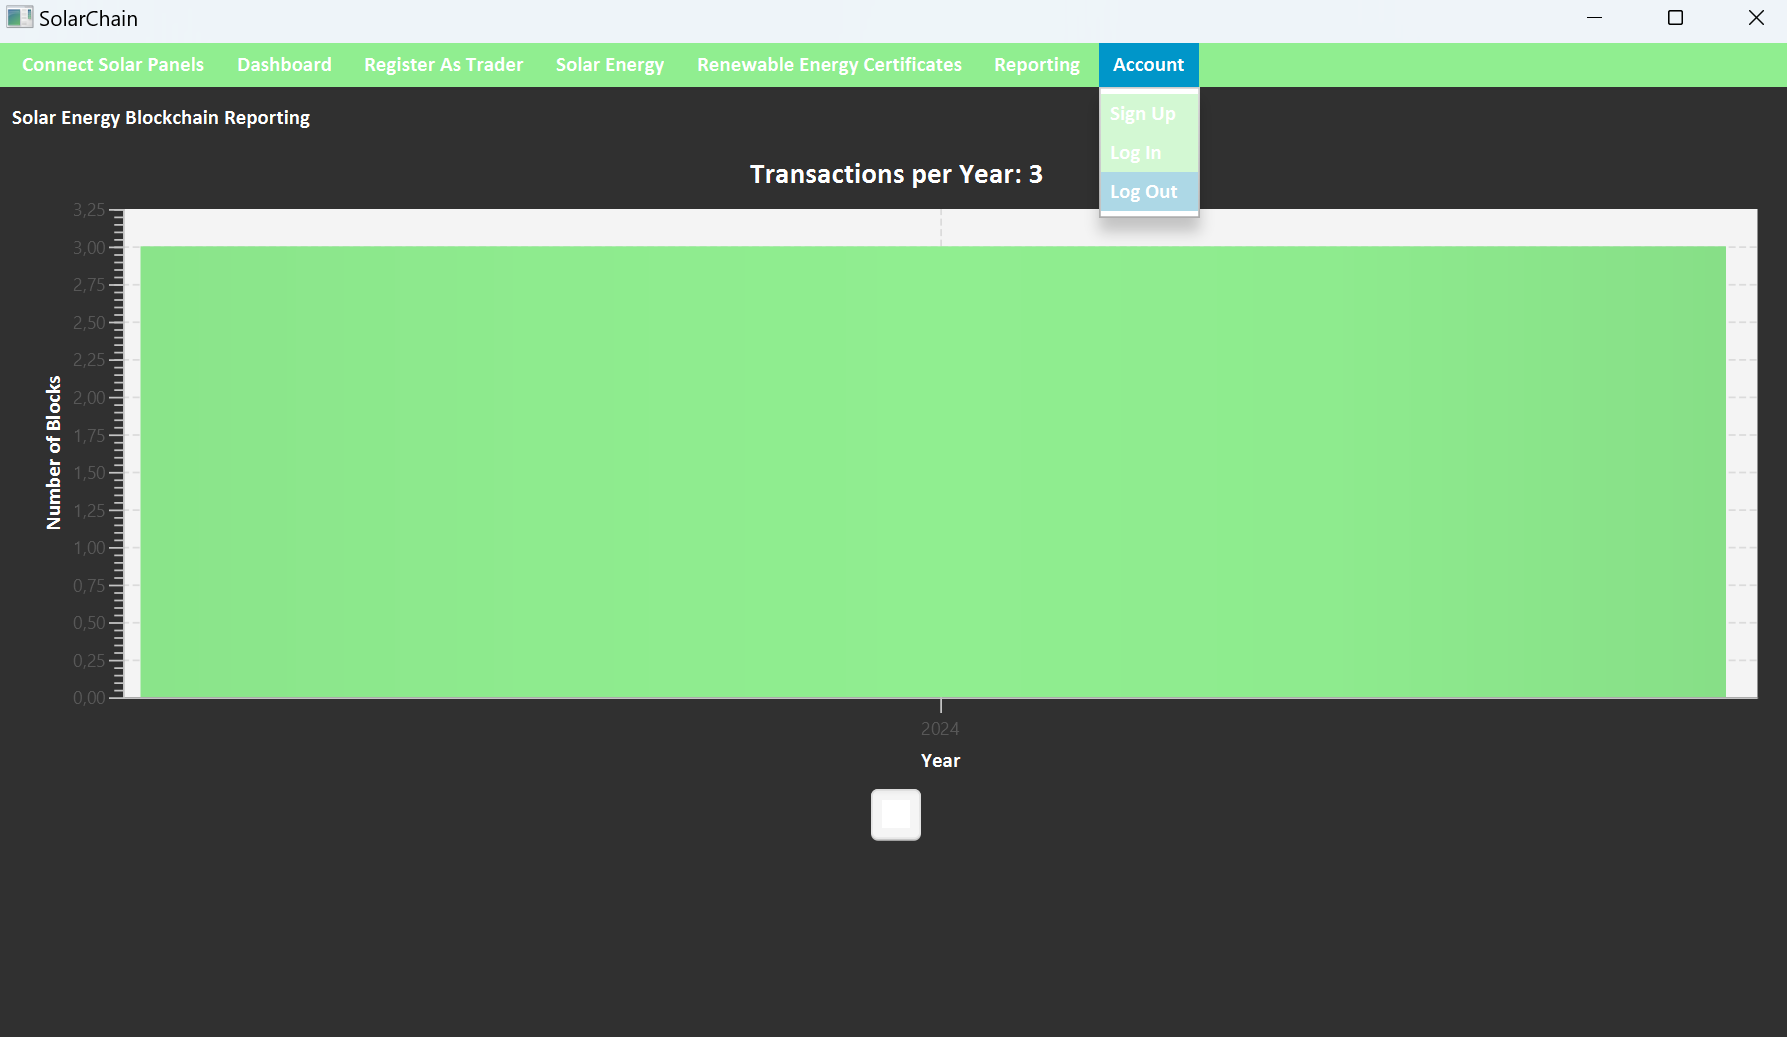 SolarChain
Connect Solar Panels Dashboard Register As Trader Solar Energy Renewable Energy Certificates Reporting Account
Sign Up
Log In
Log Out
Solar Energy Blockchain Reporting
Transactions per Year: 3
Number of Blocks
3,25
3,00
2,75
2,50
2,25
2,00
1,75
1,50
1,25
1,00
0,75
0,50
0,25
0,00
2024
Year